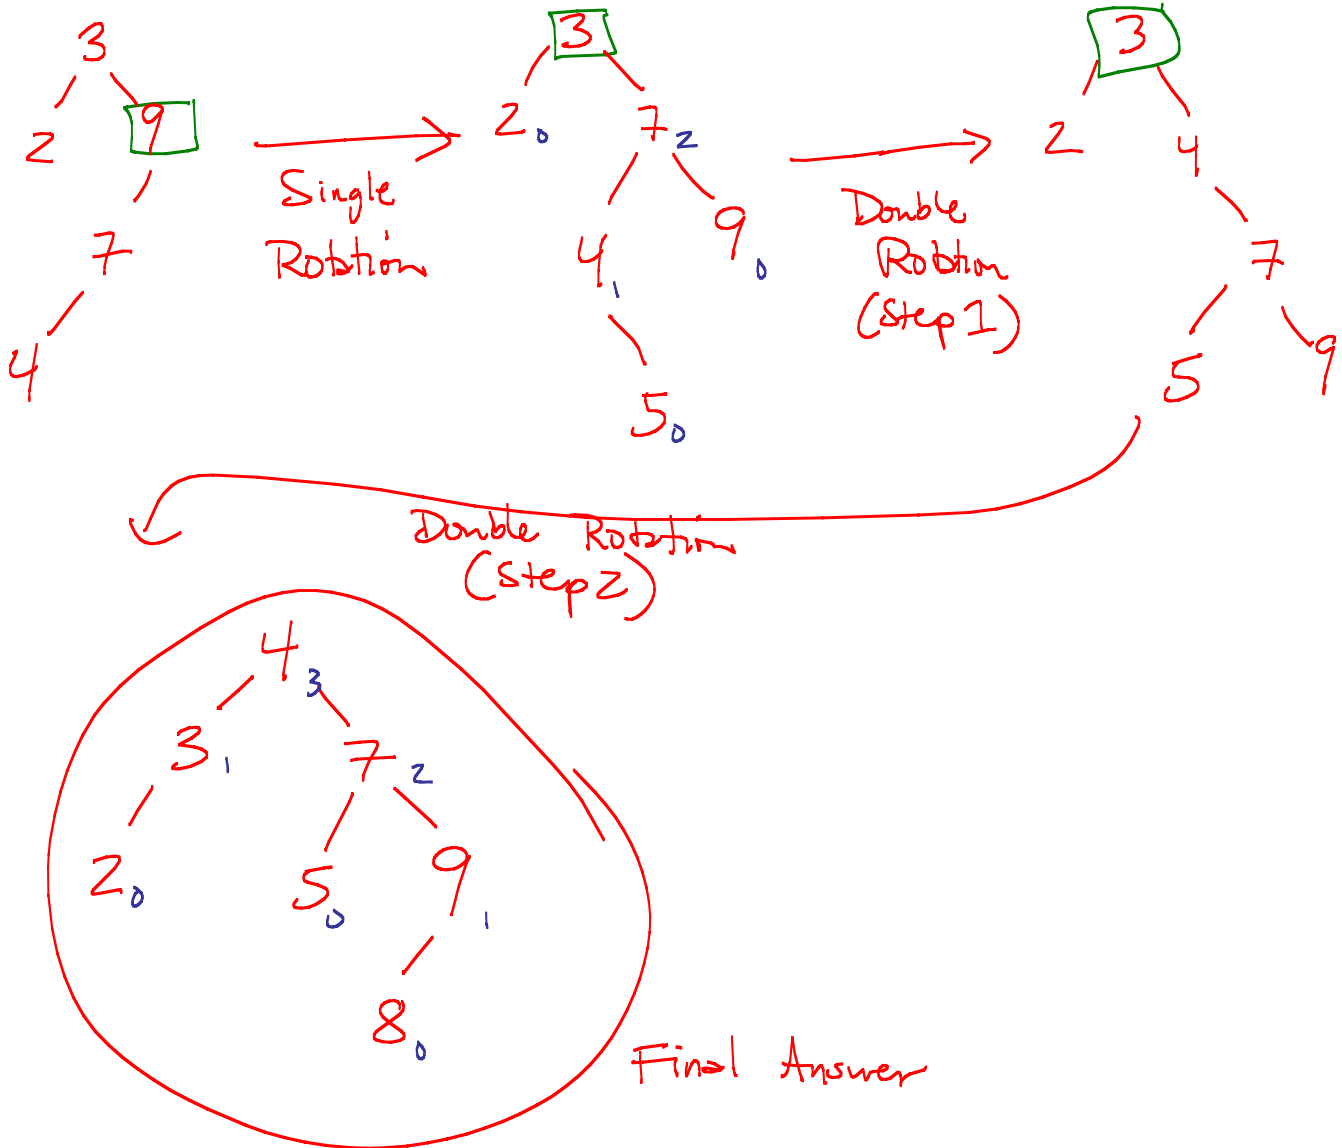 3
2 9
7
4
Single
Rotation
3
2 0 7 2
4 1 9 0
5 0
Double
Rotation
(Step 1)
3
2 4
7
5 9
Double Rotation
(Step 2)
4 3
3 1 7 2
2 0 5 0 9 1
8 0
Final Answer